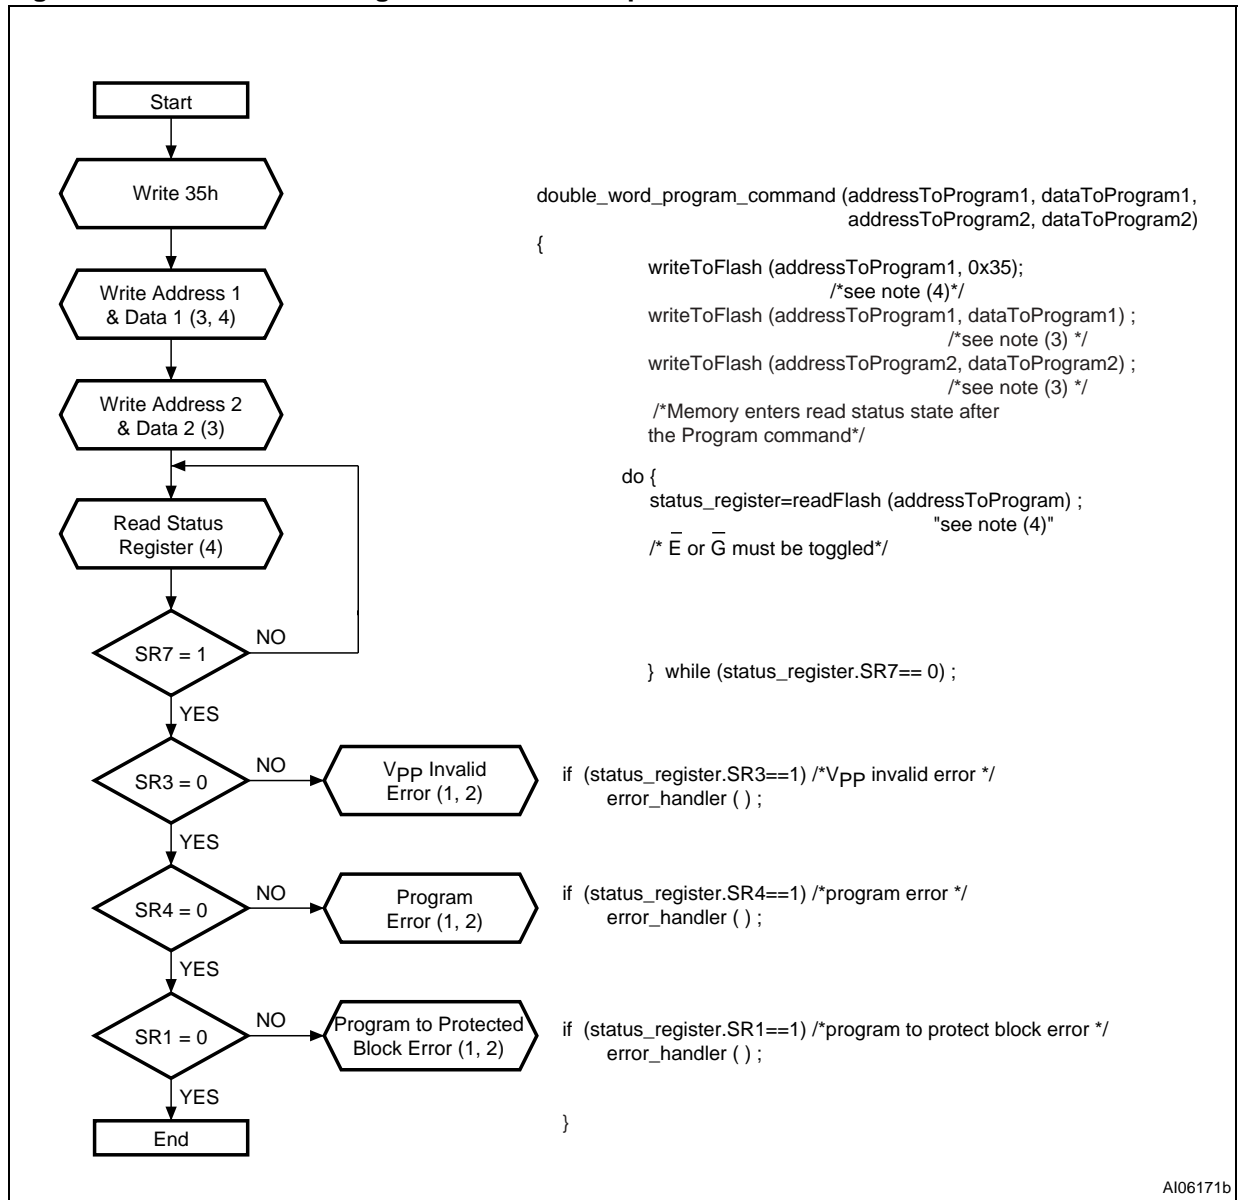 Start
Write 35h
Write Address 1
& Data 1 (3, 4)
Write Address 2
& Data 2 (3)
Read Status
Register (4)
SR7 = 1
NO
YES
SR3 = 0
NO
VPP Invalid
Error (1, 2)
YES
SR4 = 0
NO
Program
Error (1, 2)
YES
SR1 = 0
NO
Program to Protected
Block Error (1, 2)
YES
End
double_word_program_command (addressToProgram1, dataToProgram1,
addressToProgram2, dataToProgram2)
{
writeToFlash (addressToProgram1, 0x35);
/*see note (4)*/
writeToFlash (addressToProgram1, dataToProgram1) ;
/*see note (3) */
writeToFlash (addressToProgram2, dataToProgram2) ;
/*see note (3) */
/*Memory enters read status state after
the Program command*/
do {
status_register=readFlash (addressToProgram) ;
"see note (4)"
/* E̅ or G̅ must be toggled*/
} while (status_register.SR7== 0) ;
if (status_register.SR3==1) /*VPP invalid error */
error_handler ( ) ;
if (status_register.SR4==1) /*program error */
error_handler ( ) ;
if (status_register.SR1==1) /*program to protect block error */
error_handler ( ) ;
}
AI06171b